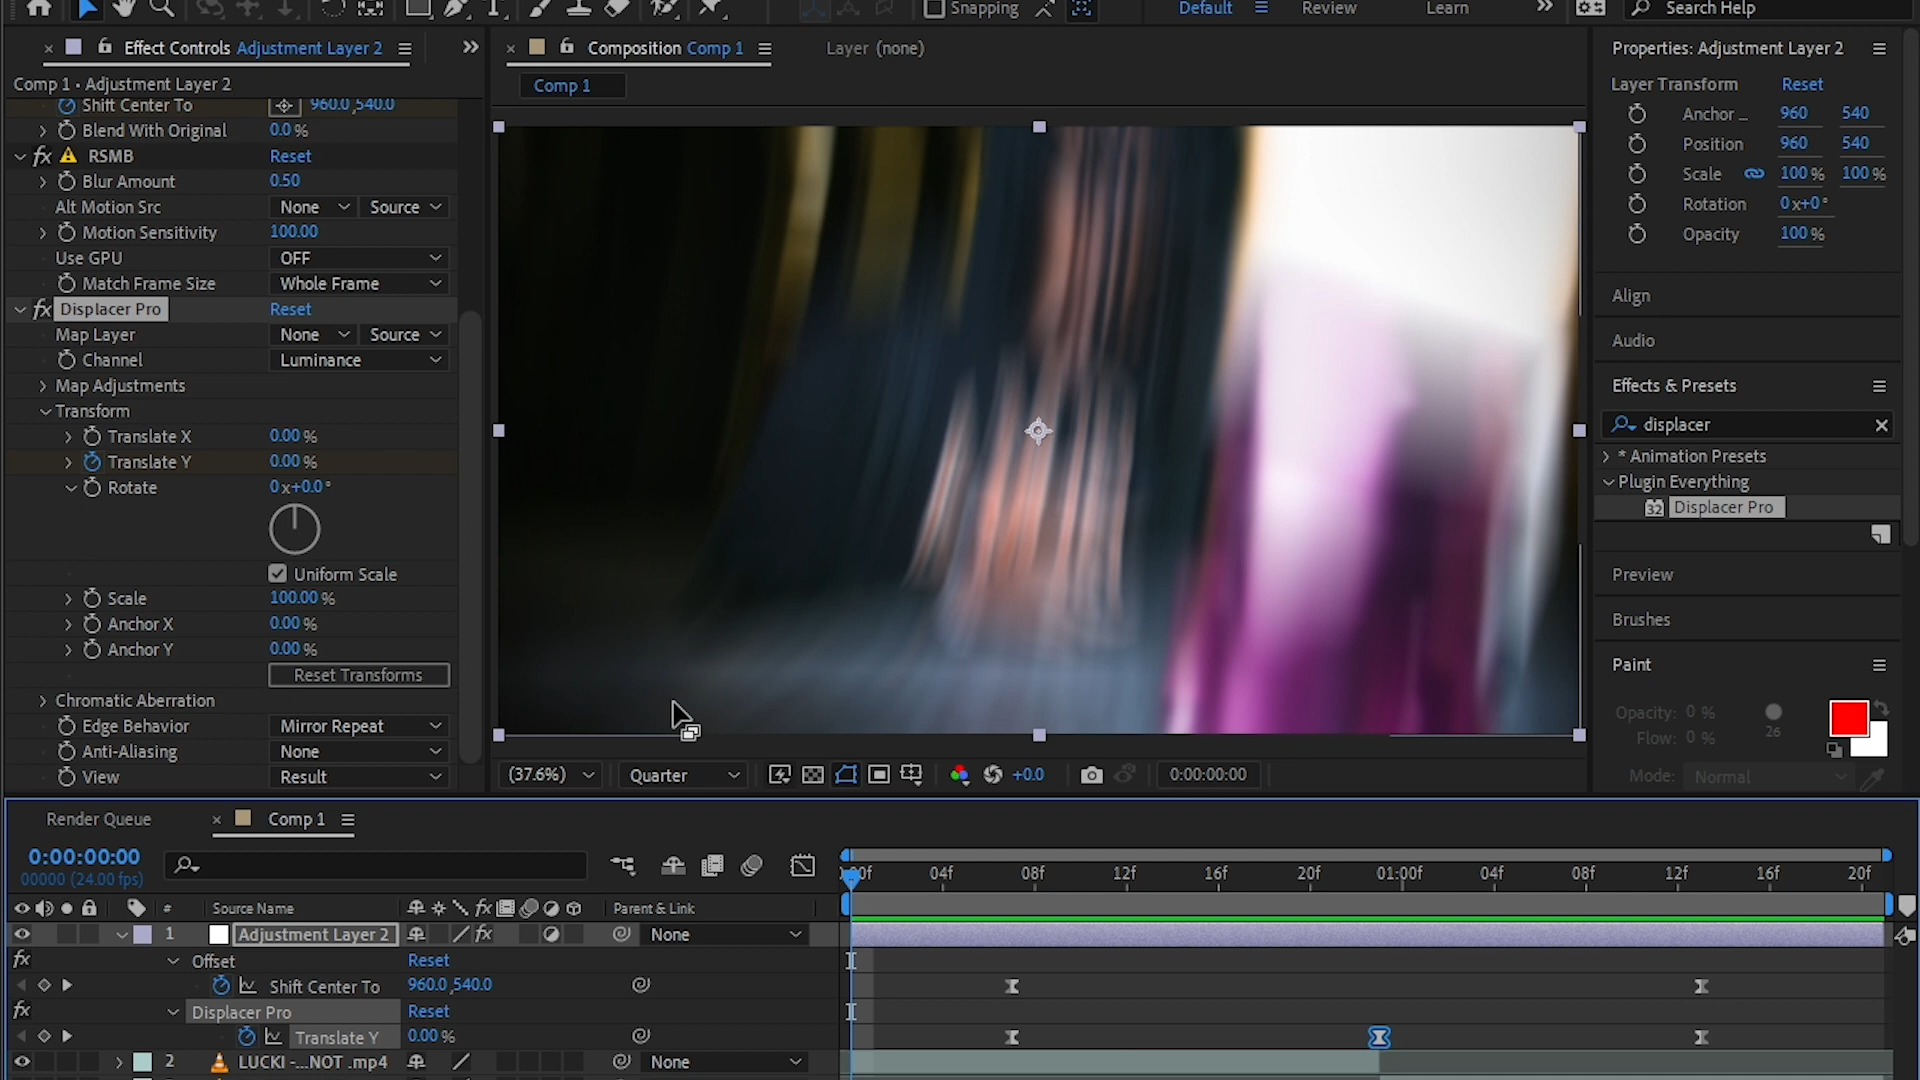 Snapping
Default
Review
Learn
Search Help
Effect Controls Adjustment Layer 2
Composition Comp 1
Layer (none)
Properties: Adjustment Layer 2
Comp 1 • Adjustment Layer 2
Comp 1
Layer Transform Reset
Shift Center To 960.0,540.0
Blend With Original 0.0 %
RSMB Reset
Blur Amount 0.50
Alt Motion Src None Source
Motion Sensitivity 100.00
Use GPU OFF
Match Frame Size Whole Frame
Displacer Pro Reset
Map Layer None Source
Channel Luminance
Map Adjustments
Transform
Translate X 0.00 %
Translate Y 0.00 %
Rotate 0x+0.0°
Uniform Scale
Scale 100.00 %
Anchor X 0.00 %
Anchor Y 0.00 %
Reset Transforms
Chromatic Aberration
Edge Behavior Mirror Repeat
Anti-Aliasing None
View Result
(37.6%) Quarter +0.0 0:00:00:00
Anchor ... 960 540
Position 960 540
Scale 100 % 100 %
Rotation 0x+0°
Opacity 100 %
Align
Audio
Effects & Presets
displacer
* Animation Presets
Plugin Everything
32 Displacer Pro
Preview
Brushes
Paint
Opacity: 0 %
Flow: 0 %
26
Mode: Normal
Render Queue
Comp 1
0:00:00:00
00000 (24.00 fps)
00f 04f 08f 12f 16f 20f 01:00f 04f 08f 12f 16f 20f
# Source Name fx Parent & Link
1 Adjustment Layer 2 fx None
fx Offset Reset
Shift Center To 960.0,540.0
fx Displacer Pro Reset
Translate Y 0.00 %
2 LUCKI -...NOT .mp4 None